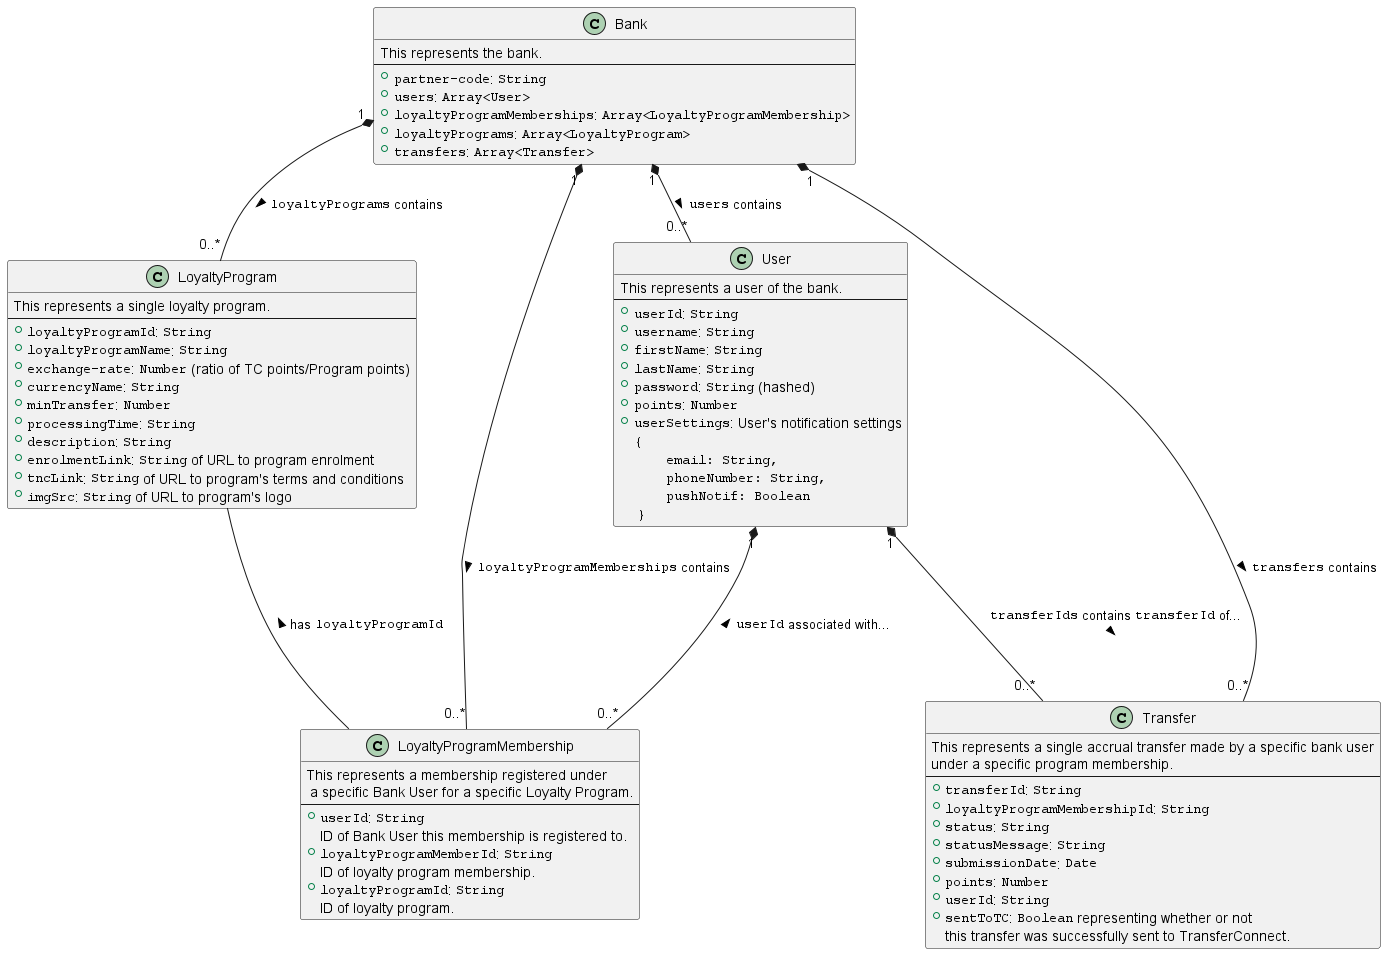 C Bank
This represents the bank.
partner-code: String
users: Array<User>
loyaltyProgramMemberships: Array<LoyaltyProgramMembership>
loyaltyPrograms: Array<LoyaltyProgram>
transfers: Array<Transfer>
1
1
1
1
loyaltyPrograms contains
users contains
0..*
0..*
C LoyaltyProgram
This represents a single loyalty program.
loyaltyProgramId: String
loyaltyProgramName: String
exchange-rate: Number (ratio of TC points/Program points)
currencyName: String
minTransfer: Number
processingTime: String
description: String
enrolmentLink: String of URL to program enrolment
tncLink: String of URL to program's terms and conditions
imgSrc: String of URL to program's logo
C User
This represents a user of the bank.
userId: String
username: String
firstName: String
lastName: String
password: String (hashed)
points: Number
userSettings: User's notification settings
{
email: String,
phoneNumber: String,
pushNotif: Boolean
}
1
1
loyaltyProgramMemberships contains
transfers contains
has loyaltyProgramId
userId associated with...
transferIds contains transferId of...
0..*
0..*
0..*
0..*
C LoyaltyProgramMembership
This represents a membership registered under
a specific Bank User for a specific Loyalty Program.
userId: String
ID of Bank User this membership is registered to.
loyaltyProgramMemberId: String
ID of loyalty program membership.
loyaltyProgramId: String
ID of loyalty program.
C Transfer
This represents a single accrual transfer made by a specific bank user
under a specific program membership.
transferId: String
loyaltyProgramMembershipId: String
status: String
statusMessage: String
submissionDate: Date
points: Number
userId: String
sentToTC: Boolean representing whether or not
this transfer was successfully sent to TransferConnect.